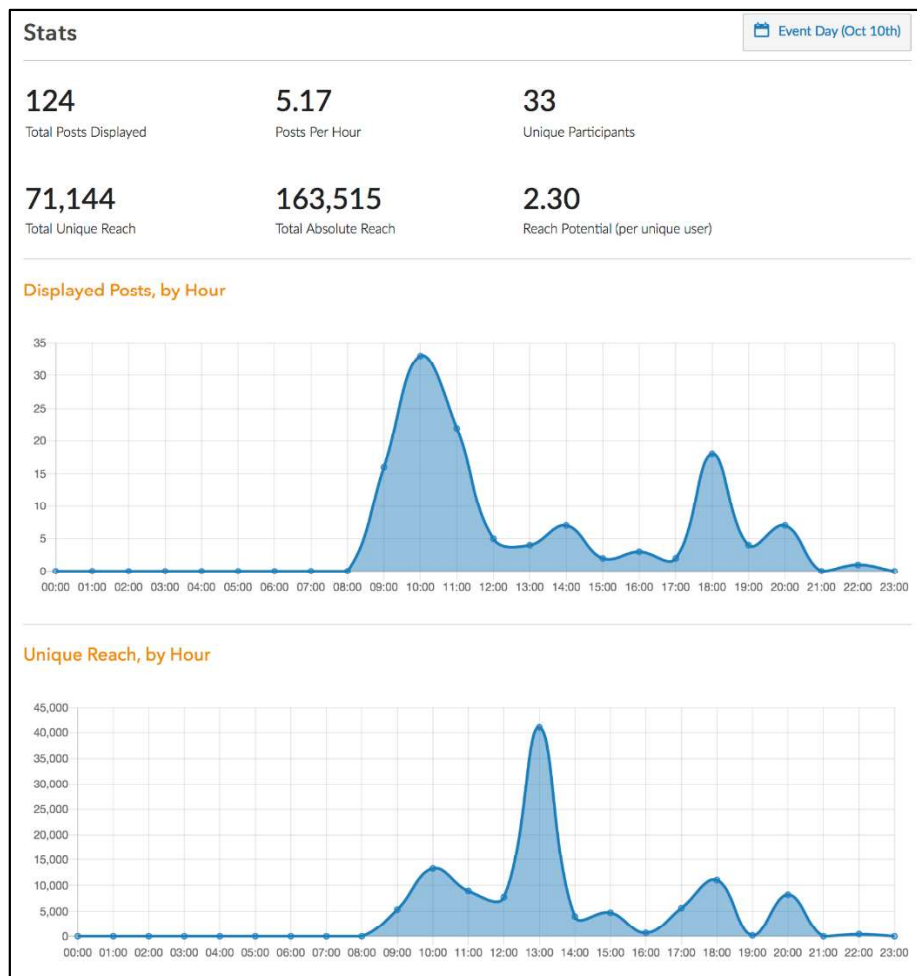 Stats
Event Day (Oct 10th)
124 5.17 33
Total Posts Displayed Posts Per Hour Unique Participants
71,144 163,515 2.30
Total Unique Reach Total Absolute Reach Reach Potential (per unique user)
Displayed Posts, by Hour
35
30
25
20
15
10
5
0
00:00 01:00 02:00 03:00 04:00 05:00 06:00 07:00 08:00 09:00 10:00 11:00 12:00 13:00 14:00 15:00 16:00 17:00 18:00 19:00 20:00 21:00 22:00 23:00
Unique Reach, by Hour
45,000
40,000
35,000
30,000
25,000
20,000
15,000
10,000
5,000
0
00:00 01:00 02:00 03:00 04:00 05:00 06:00 07:00 08:00 09:00 10:00 11:00 12:00 13:00 14:00 15:00 16:00 17:00 18:00 19:00 20:00 21:00 22:00 23:00